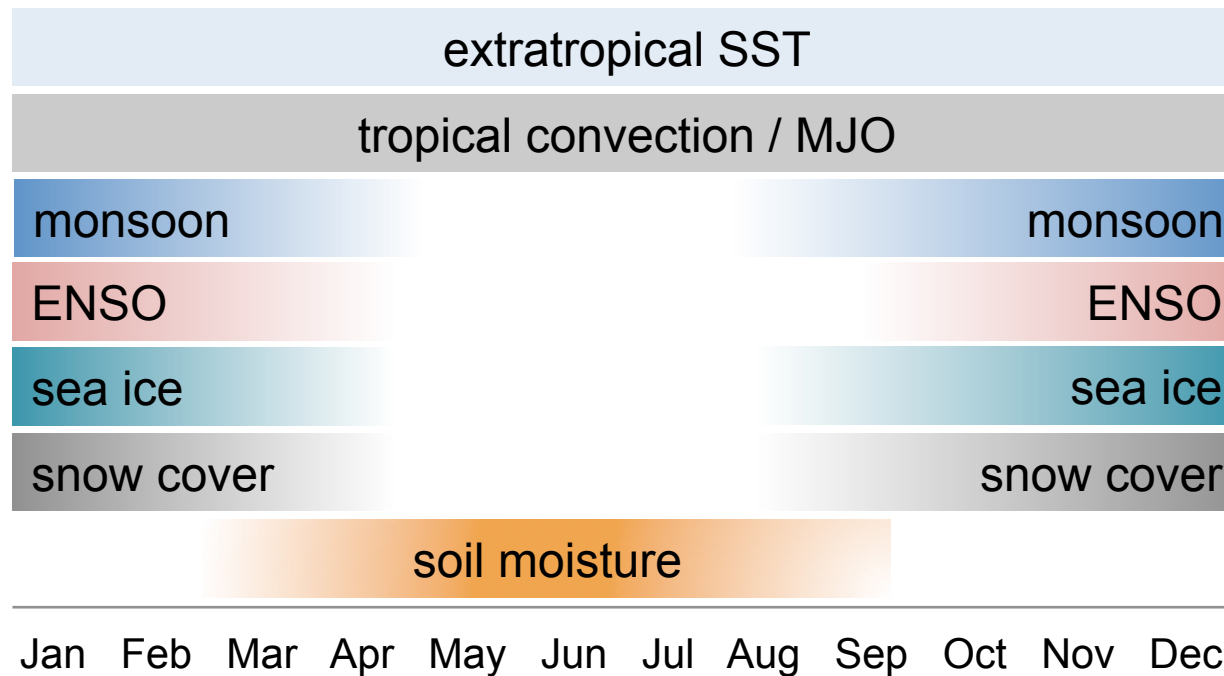 extratropical SST
tropical convection / MJO
monsoon monsoon
ENSO ENSO
sea ice sea ice
snow cover snow cover
soil moisture
Jan Feb Mar Apr May Jun Jul Aug Sep Oct Nov Dec